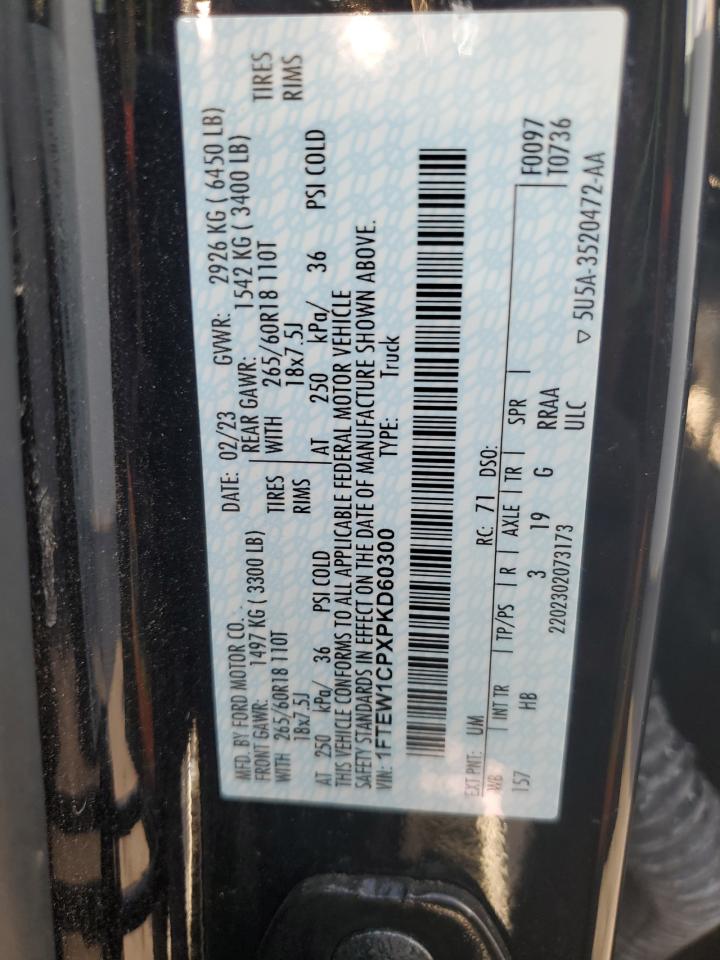 MFD. BY FORD MOTOR CO. DATE: 02/23 GVWR: 2926 KG ( 6450 LB)
FRONT GAWR: 1497 KG ( 3300 LB) REAR GAWR: 1542 KG ( 3400 LB)
WITH 265/60R18 110T TIRES WITH 265/60R18 110T TIRES
18x7.5J RIMS 18x7.5J RIMS
AT 250 kPa/ 36 PSI COLD AT 250 kPa/ 36 PSI COLD
THIS VEHICLE CONFORMS TO ALL APPLICABLE FEDERAL MOTOR VEHICLE
SAFETY STANDARDS IN EFFECT ON THE DATE OF MANUFACTURE SHOWN ABOVE.
VIN: 1FTEW1CPXPKD60300 TYPE: Truck
EXT PNT: UM RC: 71 DSO: F0097
WB INT TR TP/PS R AXLE TR SPR T0736
157 HB 3 19 G RRAA
2202302073173 ULC
▽ 5U5A-3520472-AA